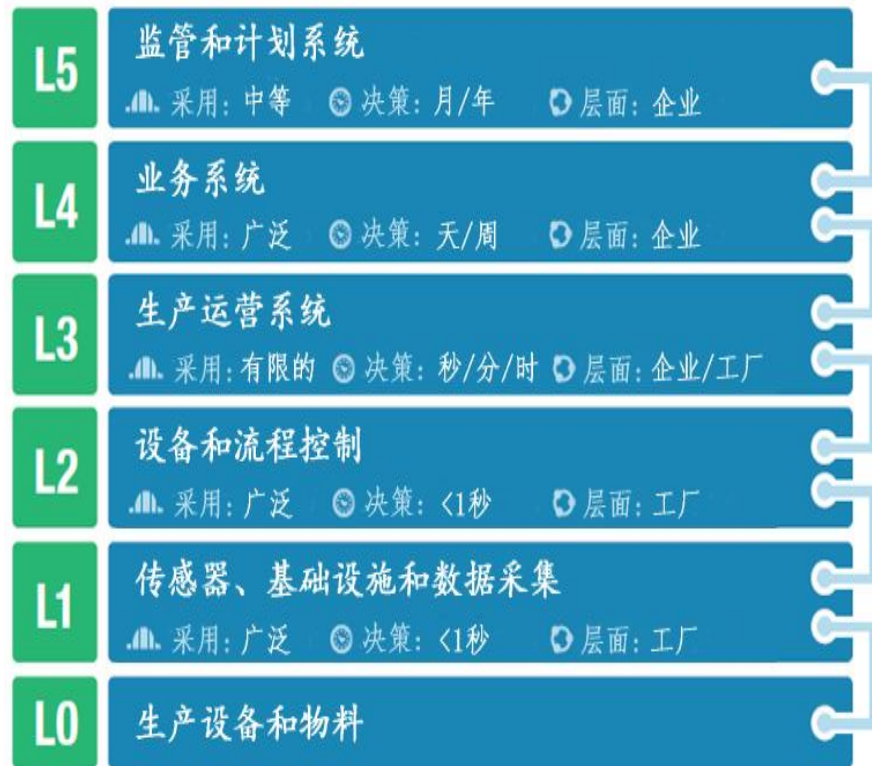 L5
监管和计划系统
采用: 中等 决策: 月/年 层面: 企业
L4
业务系统
采用: 广泛 决策: 天/周 层面: 企业
L3
生产运营系统
采用: 有限的 决策: 秒/分/时 层面: 企业/工厂
L2
设备和流程控制
采用: 广泛 决策: <1秒 层面: 工厂
L1
传感器、基础设施和数据采集
采用: 广泛 决策: <1秒 层面: 工厂
L0
生产设备和物料